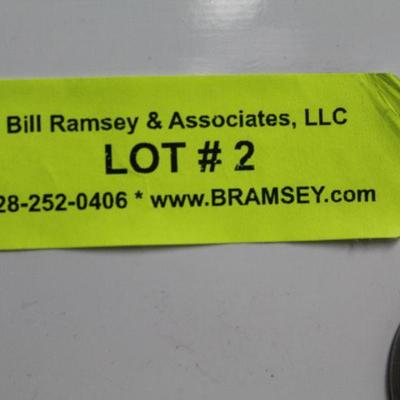 Bill Ramsey & Associates, LLC
LOT # 2
28-252-0406 * www.BRAMSEY.com